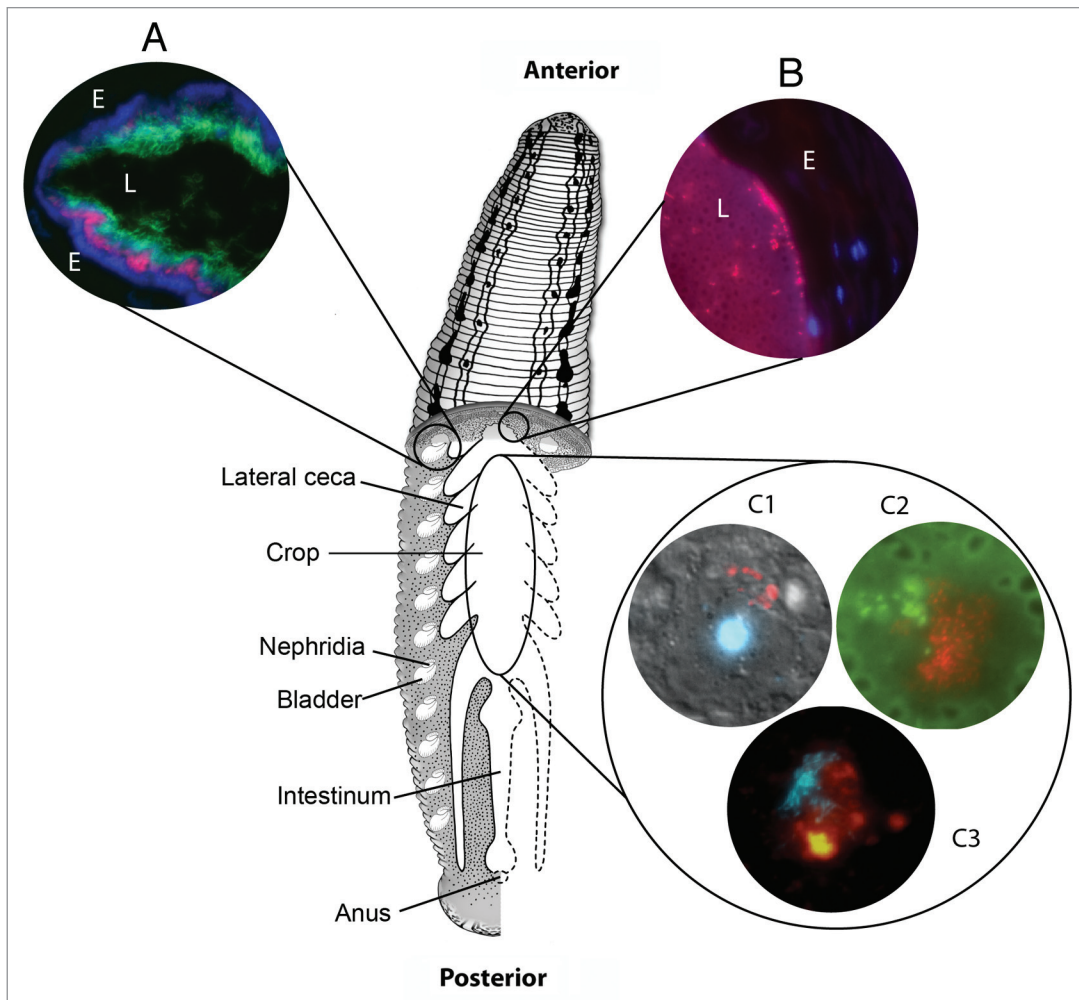 A
Anterior
B
E
L
E
E
L
Lateral ceca
C1
C2
Crop
Nephridia
Bladder
Intestinum
C3
Anus
Posterior